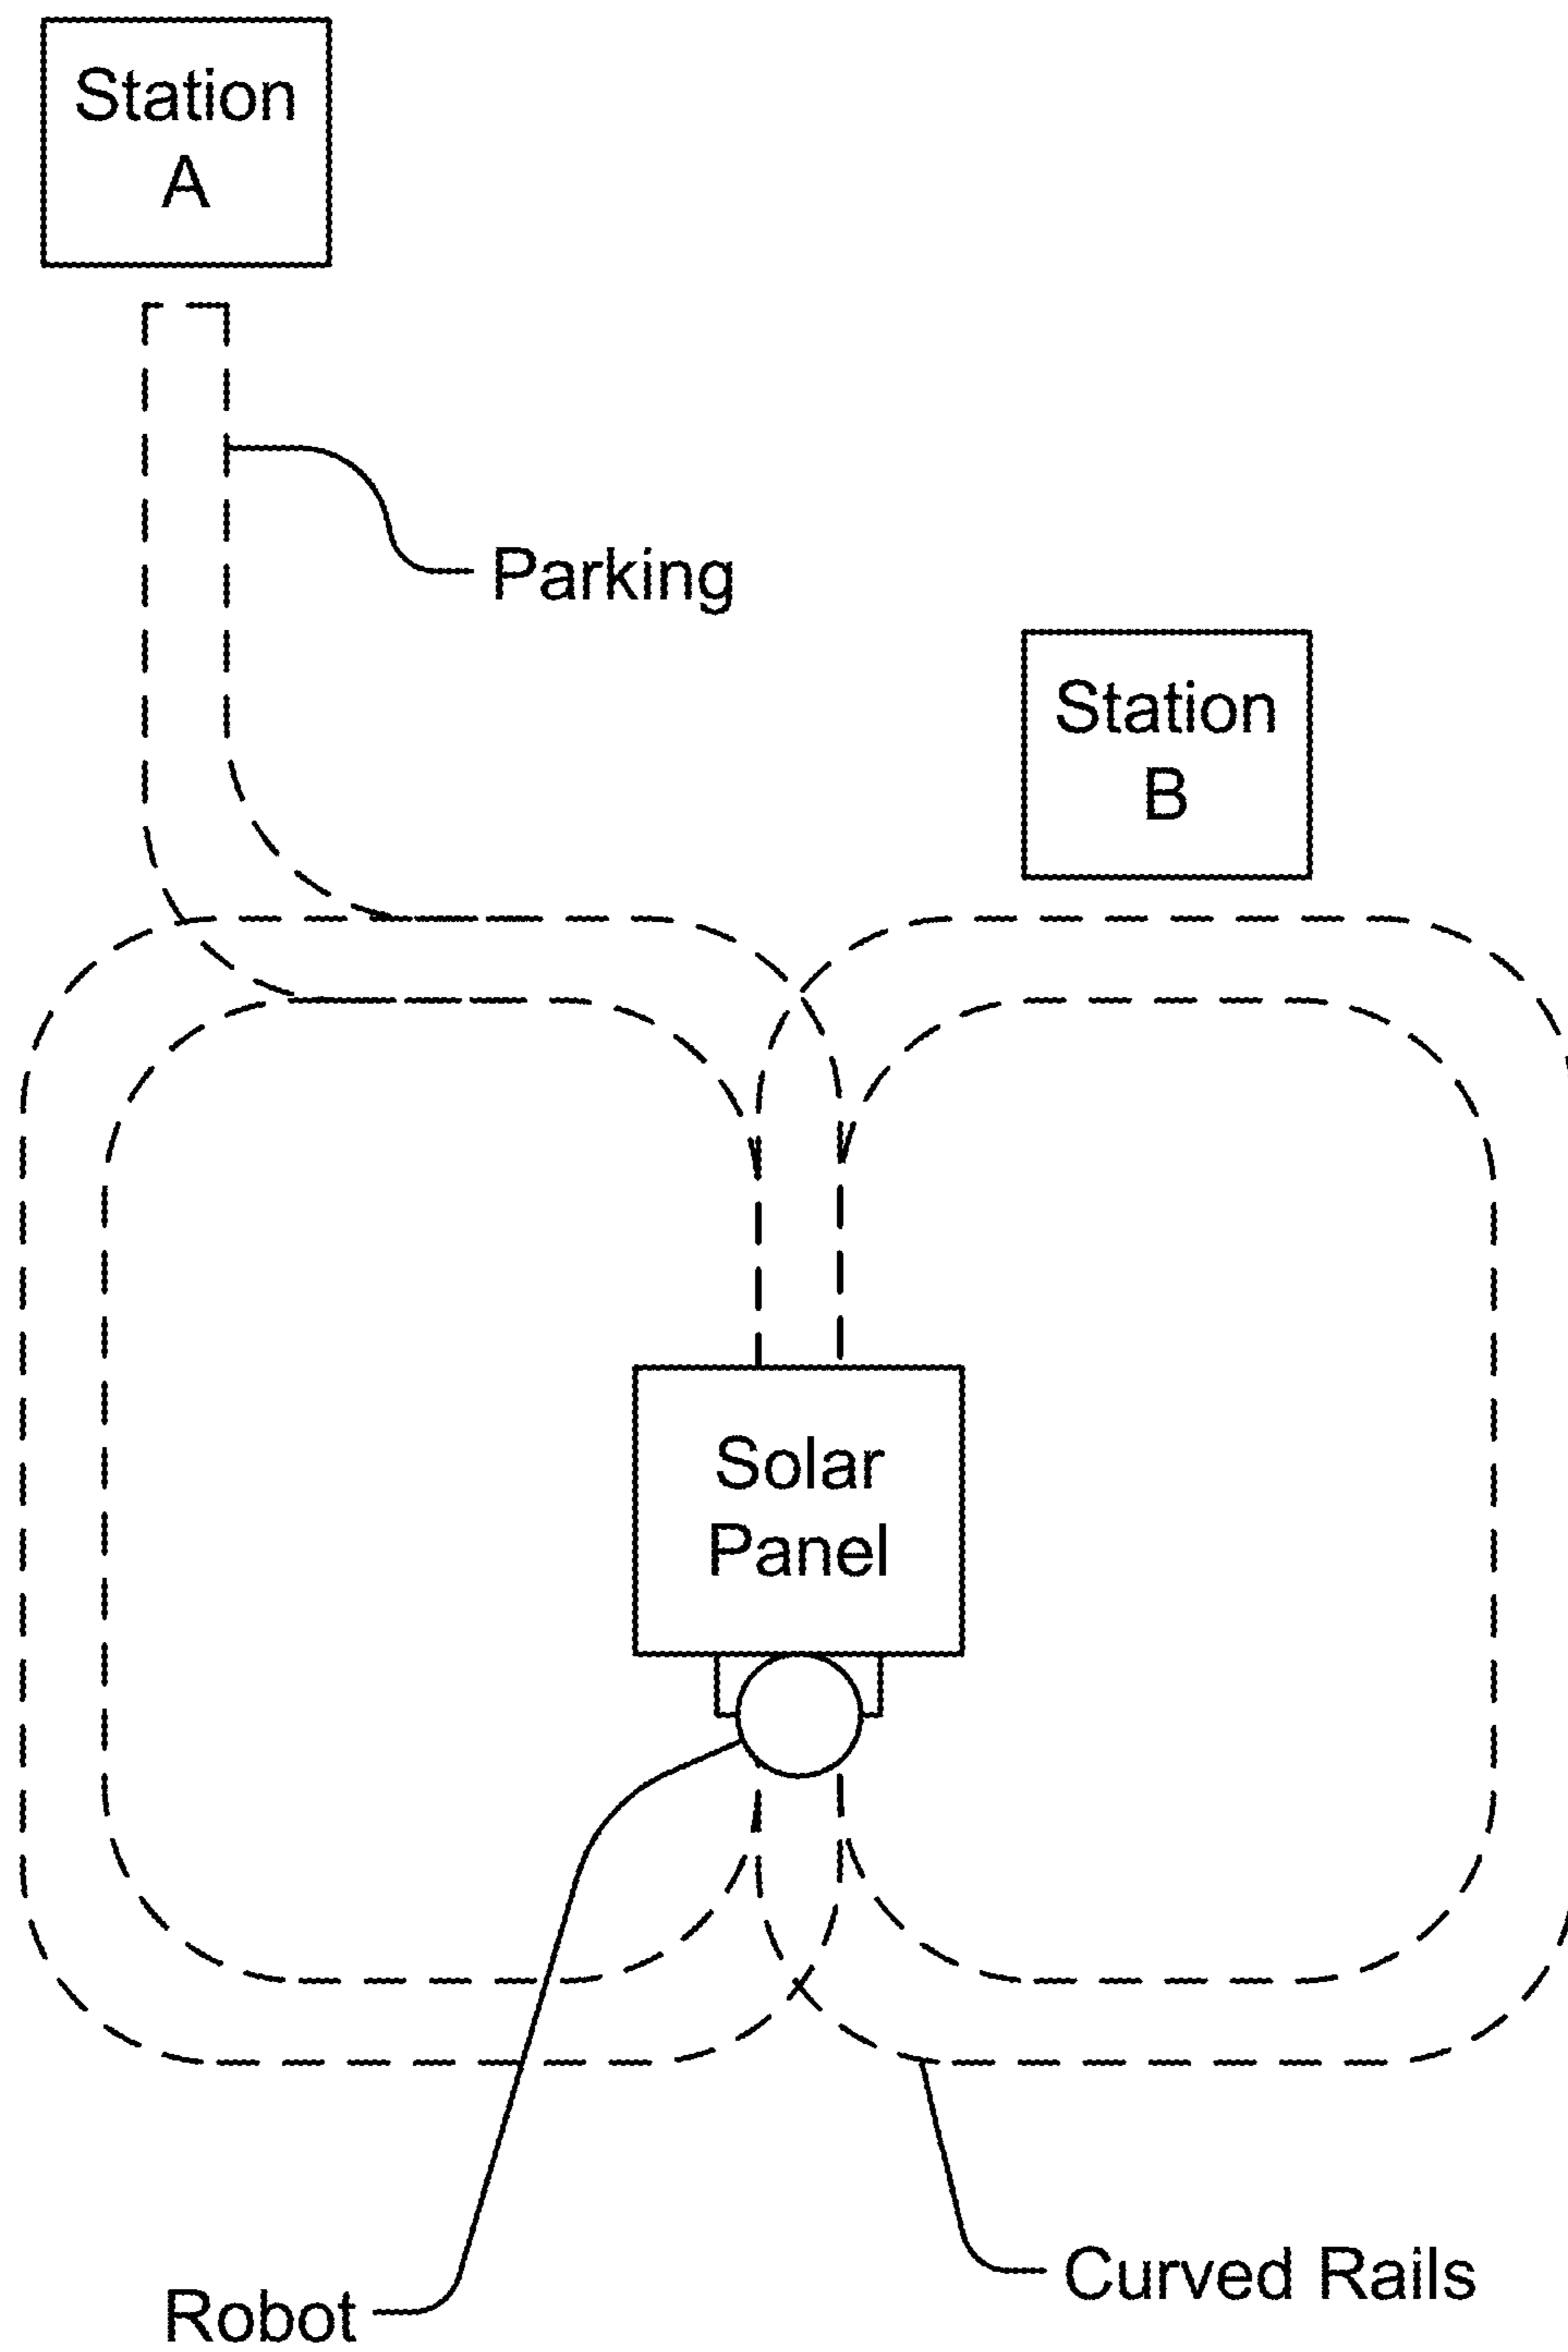 Station
A
Parking
Station
B
Solar
Panel
Curved Rails
Robot